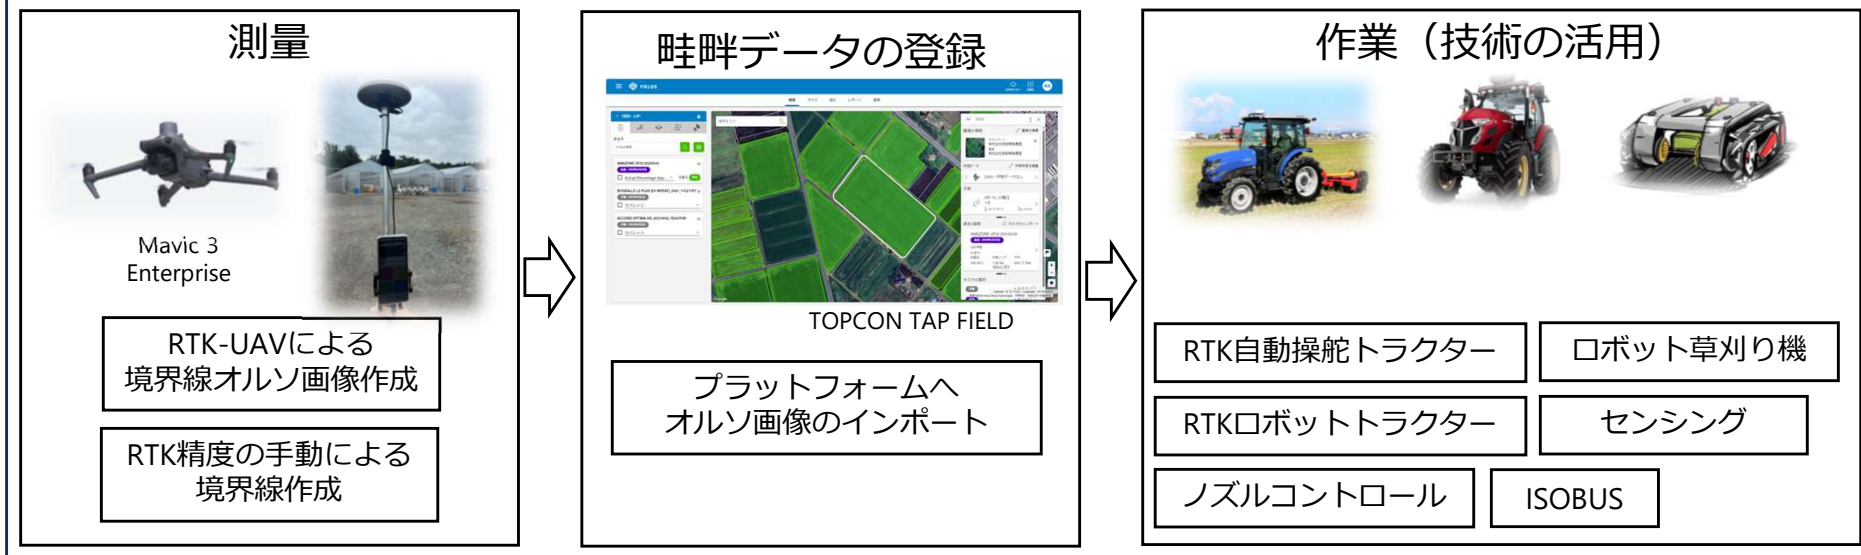 測量
Mavic 3
Enterprise
RTK-UAVによる
境界線オルソ画像作成
RTK精度の手動による
境界線作成
畦畔データの登録
FIELDS
TOPCON TAP FIELD
プラットフォームへ
オルソ画像のインポート
作業（技術の活用）
RTK自動操舵トラクター
ロボット草刈り機
RTKロボットトラクター
センシング
ノズルコントロール
ISOBUS